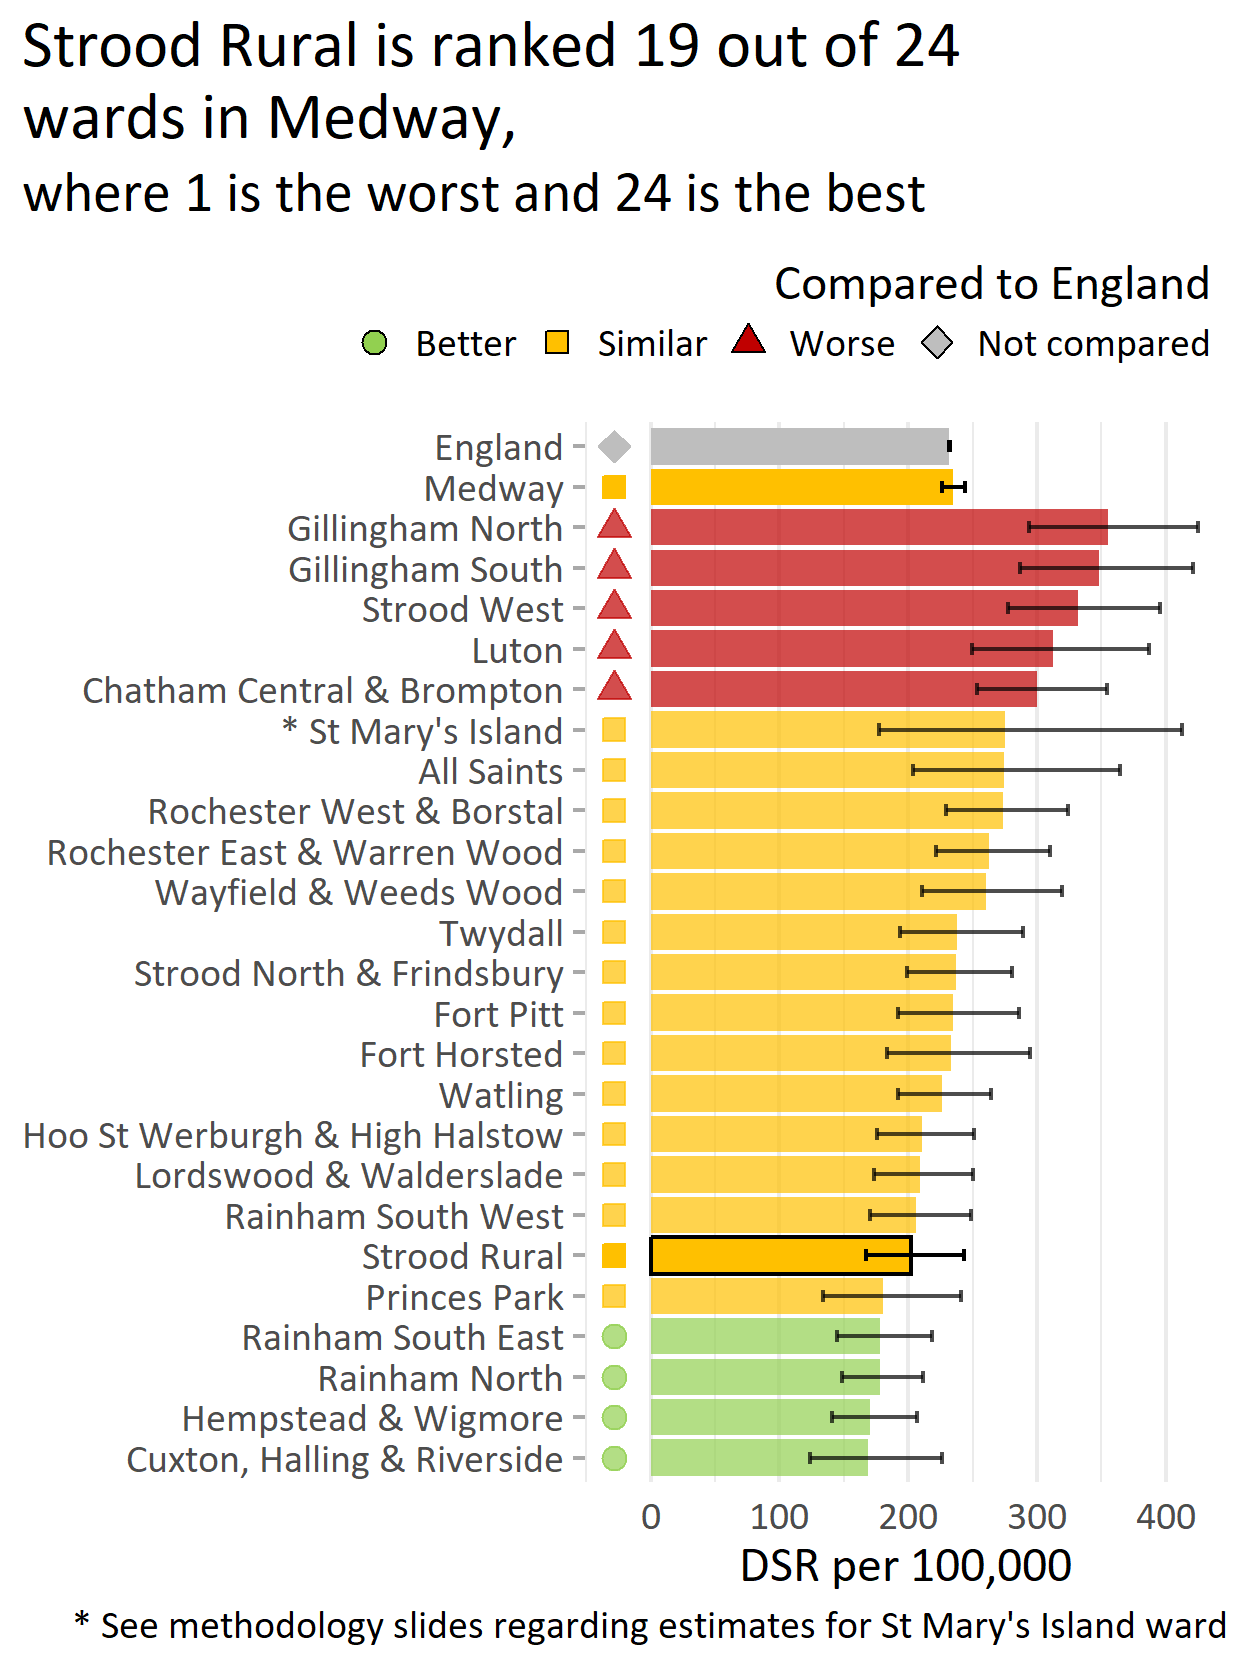 Strood Rural is ranked 19 out of 24
wards in Medway,
where 1 is the worst and 24 is the best
Compared to England
Better Similar Worse Not compared
England
Medway
Gillingham North
Gillingham South
Strood West
Luton
Chatham Central & Brompton
* St Mary's Island
All Saints
Rochester West & Borstal
Rochester East & Warren Wood
Wayfield & Weeds Wood
Twydall
Strood North & Frindsbury
Fort Pitt
Fort Horsted
Watling
Hoo St Werburgh & High Halstow
Lordswood & Walderslade
Rainham South West
Strood Rural
Princes Park
Rainham South East
Rainham North
Hempstead & Wigmore
Cuxton, Halling & Riverside
0 100 200 300 400
DSR per 100,000
* See methodology slides regarding estimates for St Mary's Island ward